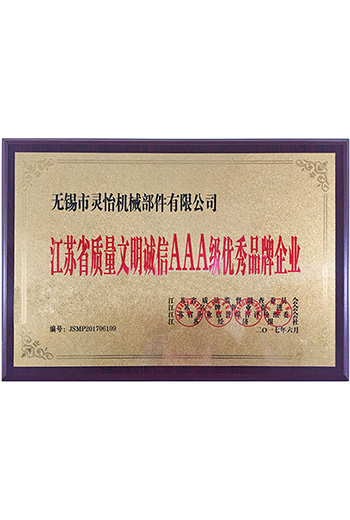 无锡市灵怡机械部件有限公司
江苏省质量文明诚信AAA级优秀品牌企业
编号: JSMP201706109
二〇一七年六月